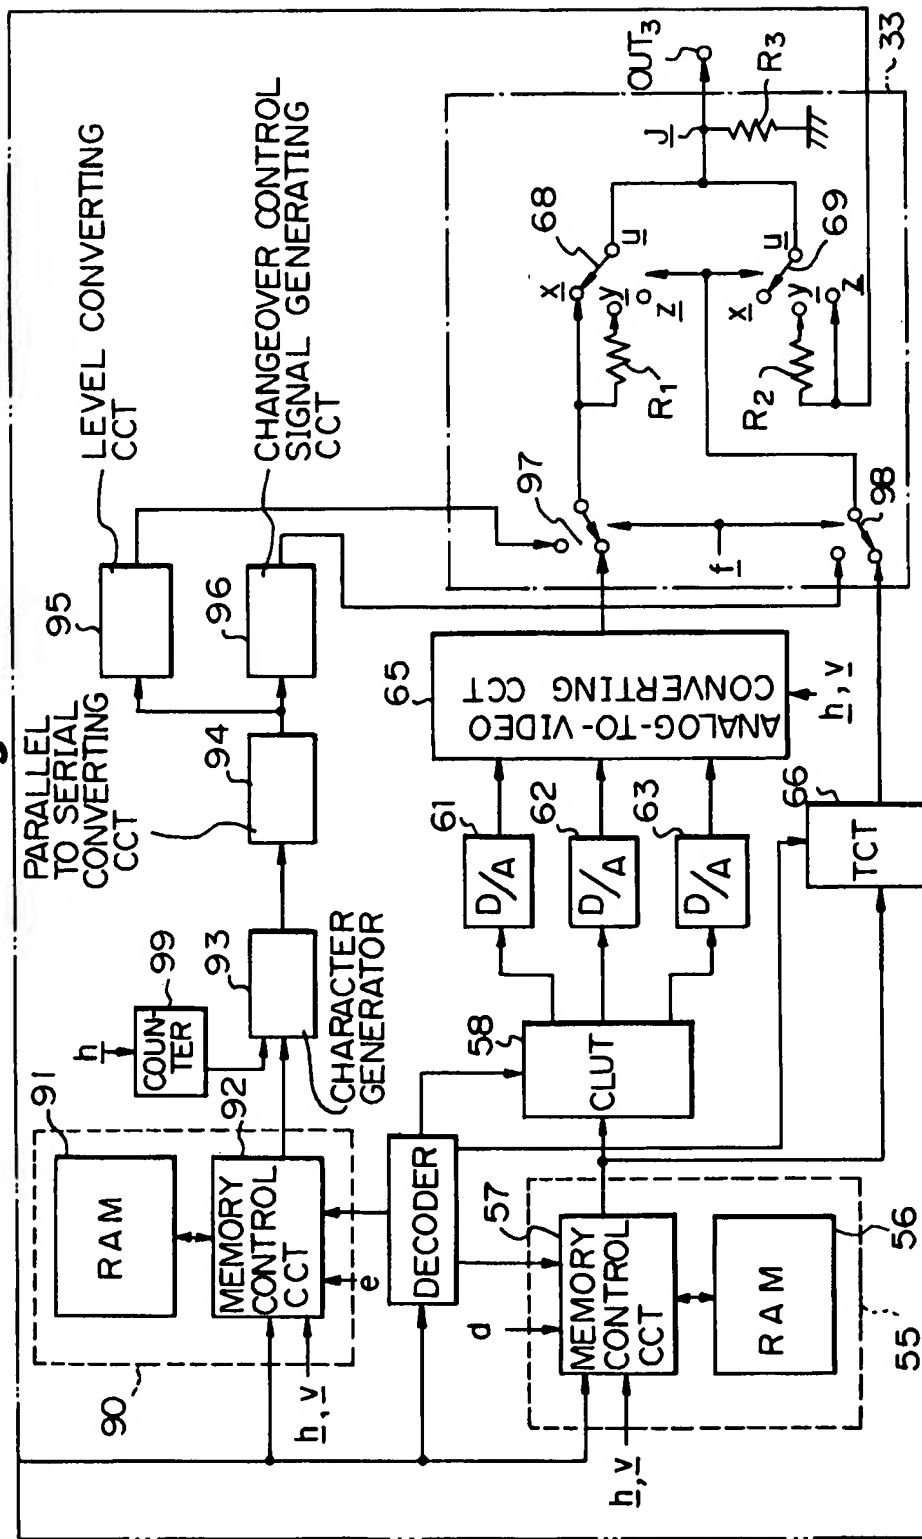 PARALLEL
TO SERIAL
CONVERTING
CCT
LEVEL CONVERTING
CCT
CHANGEOVER CONTROL
SIGNAL GENERATING
CCT
95
96
94
93
99
h
COUN-
TER
CHARACTER
GENERATOR
91
RAM
92
MEMORY
CONTROL
CCT
90
h, v
e
DECODER
d
57
MEMORY
CONTROL
CCT
h, v
RAM
56
55
58
CLUT
61
D/A
62
D/A
63
D/A
65
ANALOG-TO-VIDEO
CONVERTING CCT
h, v
66
TCT
97
f
98
68
x
y
z
u
R1
69
x
y
z
u
R2
J
R3
OUT3
33